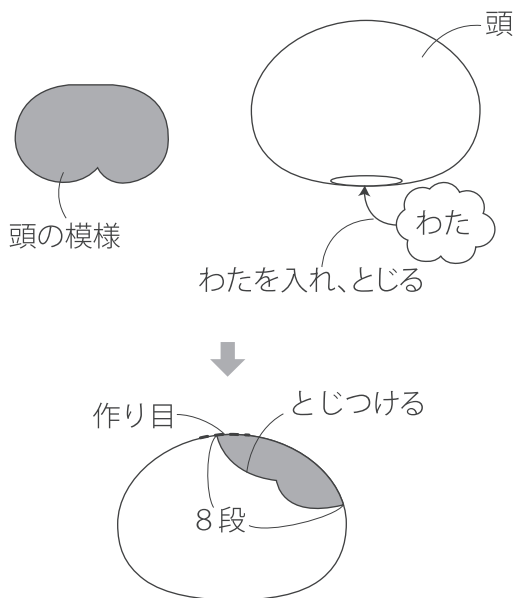 頭
頭の模様
わた
わたを入れ、とじる
作り目
とじつける
8段